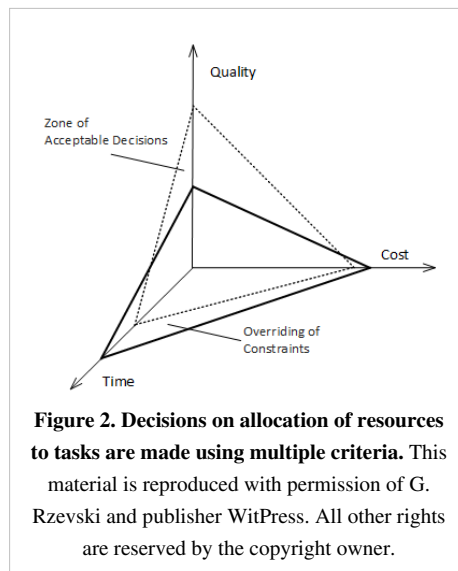 Quality
Zone of
Acceptable Decisions
Cost
Overriding of
Constraints
Time
Figure 2. Decisions on allocation of resources
to tasks are made using multiple criteria. This
material is reproduced with permission of G.
Rzevski and publisher WitPress. All other rights
are reserved by the copyright owner.